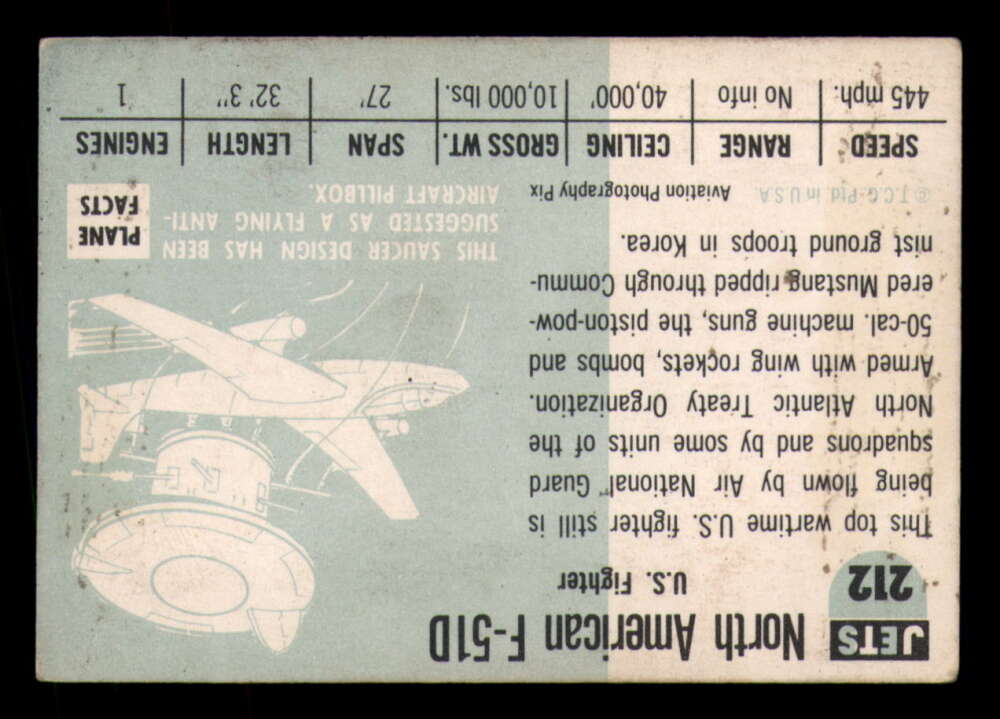 JETS
212
North American F-51D
U.S. Fighter
This top wartime U.S. fighter still is
being flown by Air National Guard
squadrons and by some units of the
North Atlantic Treaty Organization.
Armed with wing rockets, bombs and
50-cal. machine guns, the piston-pow-
ered Mustang ripped through Commu-
nist ground troops in Korea.
© T.C.G.-Ptd. in U.S.A. Aviation Photography Pix
THIS SAUCER DESIGN HAS BEEN
SUGGESTED AS A FLYING ANTI-
AIRCRAFT PILLBOX.
PLANE
FACTS
SPEED RANGE CEILING GROSS WT. SPAN LENGTH ENGINES
445 mph. No info 40,000' 10,000 lbs. 27' 32' 3" 1